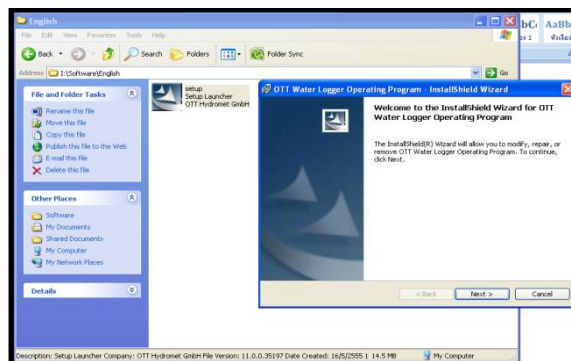 English
File Edit View Favorites Tools Help
Back Search Folders Folder Sync
Address I:\Software\English Go
File and Folder Tasks
Rename this file
Move this file
Copy this file
Publish this file to the Web
E-mail this file
Delete this file
Other Places
Software
My Documents
Shared Documents
My Computer
My Network Places
Details
setup
Setup Launcher
OTT Hydromet GmbH
OTT Water Logger Operating Program - InstallShield Wizard
Welcome to the InstallShield Wizard for OTT
Water Logger Operating Program
The InstallShield(R) Wizard will allow you to modify, repair, or
remove OTT Water Logger Operating Program. To continue,
click Next.
< Back Next > Cancel
Description: Setup Launcher Company: OTT Hydromet GmbH File Version: 11.0.0.35197 Date Created: 16/5/2555 1 14.5 MB My Computer
AaBb